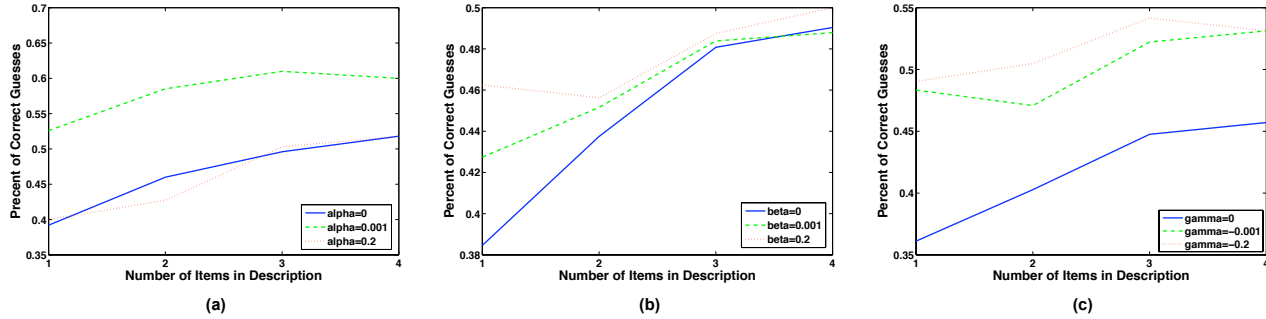 0.7
0.65
0.6
0.55
0.5
0.45
0.4
0.35
Precent of Correct Guesses
1 2 3 4
Number of Items in Description
alpha=0
alpha=0.001
alpha=0.2
(a)
0.5
0.48
0.46
0.44
0.42
0.4
0.38
Percent of Correct Guesses
1 2 3 4
Number of Items in Description
beta=0
beta=0.001
beta=0.2
(b)
0.55
0.5
0.45
0.4
0.35
Percent of Correct Guesses
1 2 3 4
Number of Items in Description
gamma=0
gamma=−0.001
gamma=−0.2
(c)